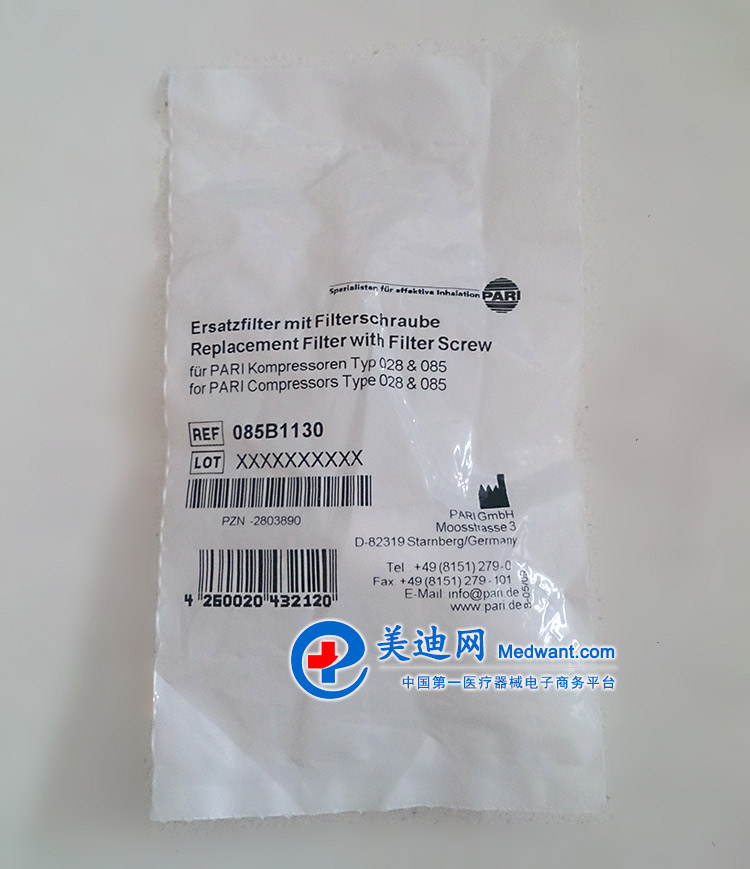 Spezialisten für effektive Inhalation PARI
Ersatzfilter mit Filterschraube
Replacement Filter with Filter Screw
für PARI Kompressoren Typ 028 & 085
for PARI Compressors Type 028 & 085
REF 085B1130
LOT XXXXXXXXXX
PZN -2803890
PARI GmbH
Moosstrasse 3
D-82319 Starnberg/Germany
Tel. +49 (8151) 279-0
Fax +49 (8151) 279-101
E-Mail: info@pari.de
www.pari.de
4 260020 432120
美迪网 Medwant.com
中国第一医疗器械电子商务平台